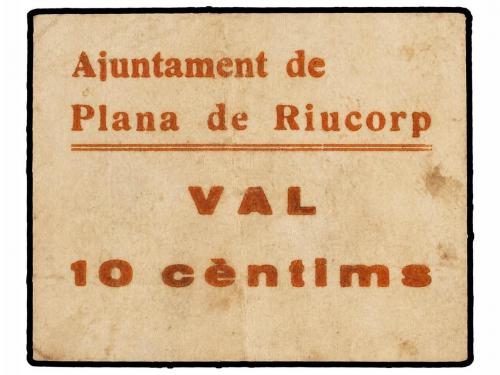 Ajuntament de
Plana de Riucorp
VAL
10 cèntims